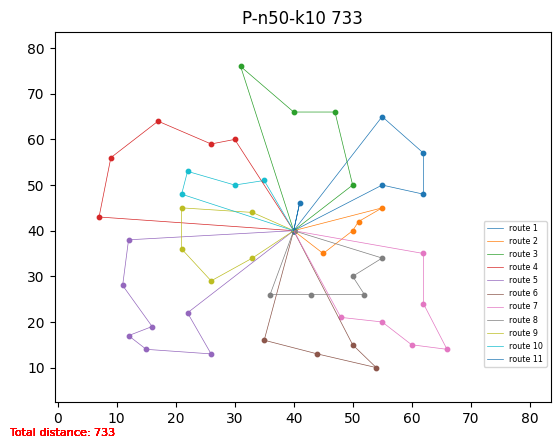 P-n50-k10 733
80
70
60
50
40
30
20
10
0 10 20 30 40 50 60 70 80
route 1
route 2
route 3
route 4
route 5
route 6
route 7
route 8
route 9
route 10
route 11
Total distance: 733